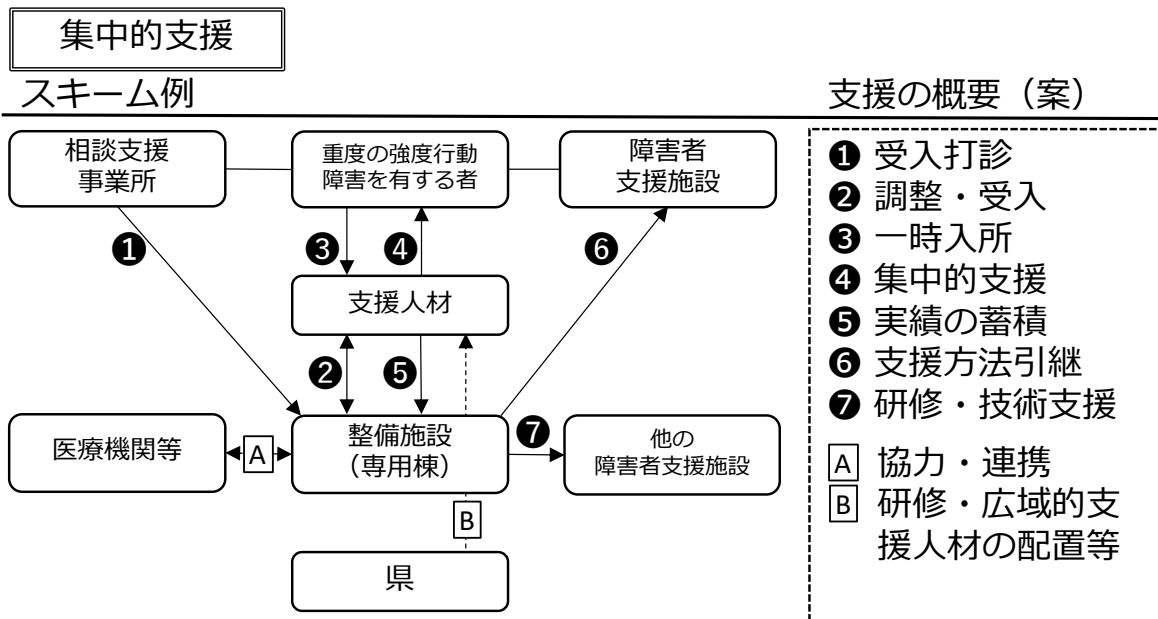 集中的支援
スキーム例
支援の概要（案）
相談支援
事業所
重度の強度行動
障害を有する者
障害者
支援施設
❶
❸
❹
❻
支援人材
❷
❺
医療機関等
A
整備施設
（専用棟）
❼
他の
障害者支援施設
B
県
❶ 受入打診
❷ 調整・受入
❸ 一時入所
❹ 集中的支援
❺ 実績の蓄積
❻ 支援方法引継
❼ 研修・技術支援
A 協力・連携
B 研修・広域的支
援人材の配置等